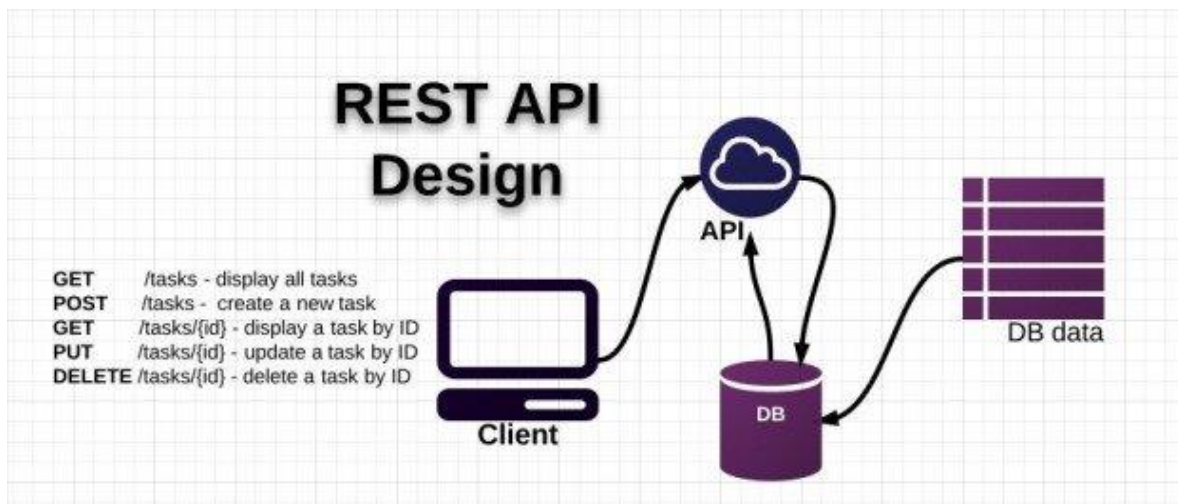 REST API
Design
API
GET /tasks - display all tasks
POST /tasks - create a new task
GET /tasks/{id} - display a task by ID
PUT /tasks/{id} - update a task by ID
DELETE /tasks/{id} - delete a task by ID
Client
DB
DB data